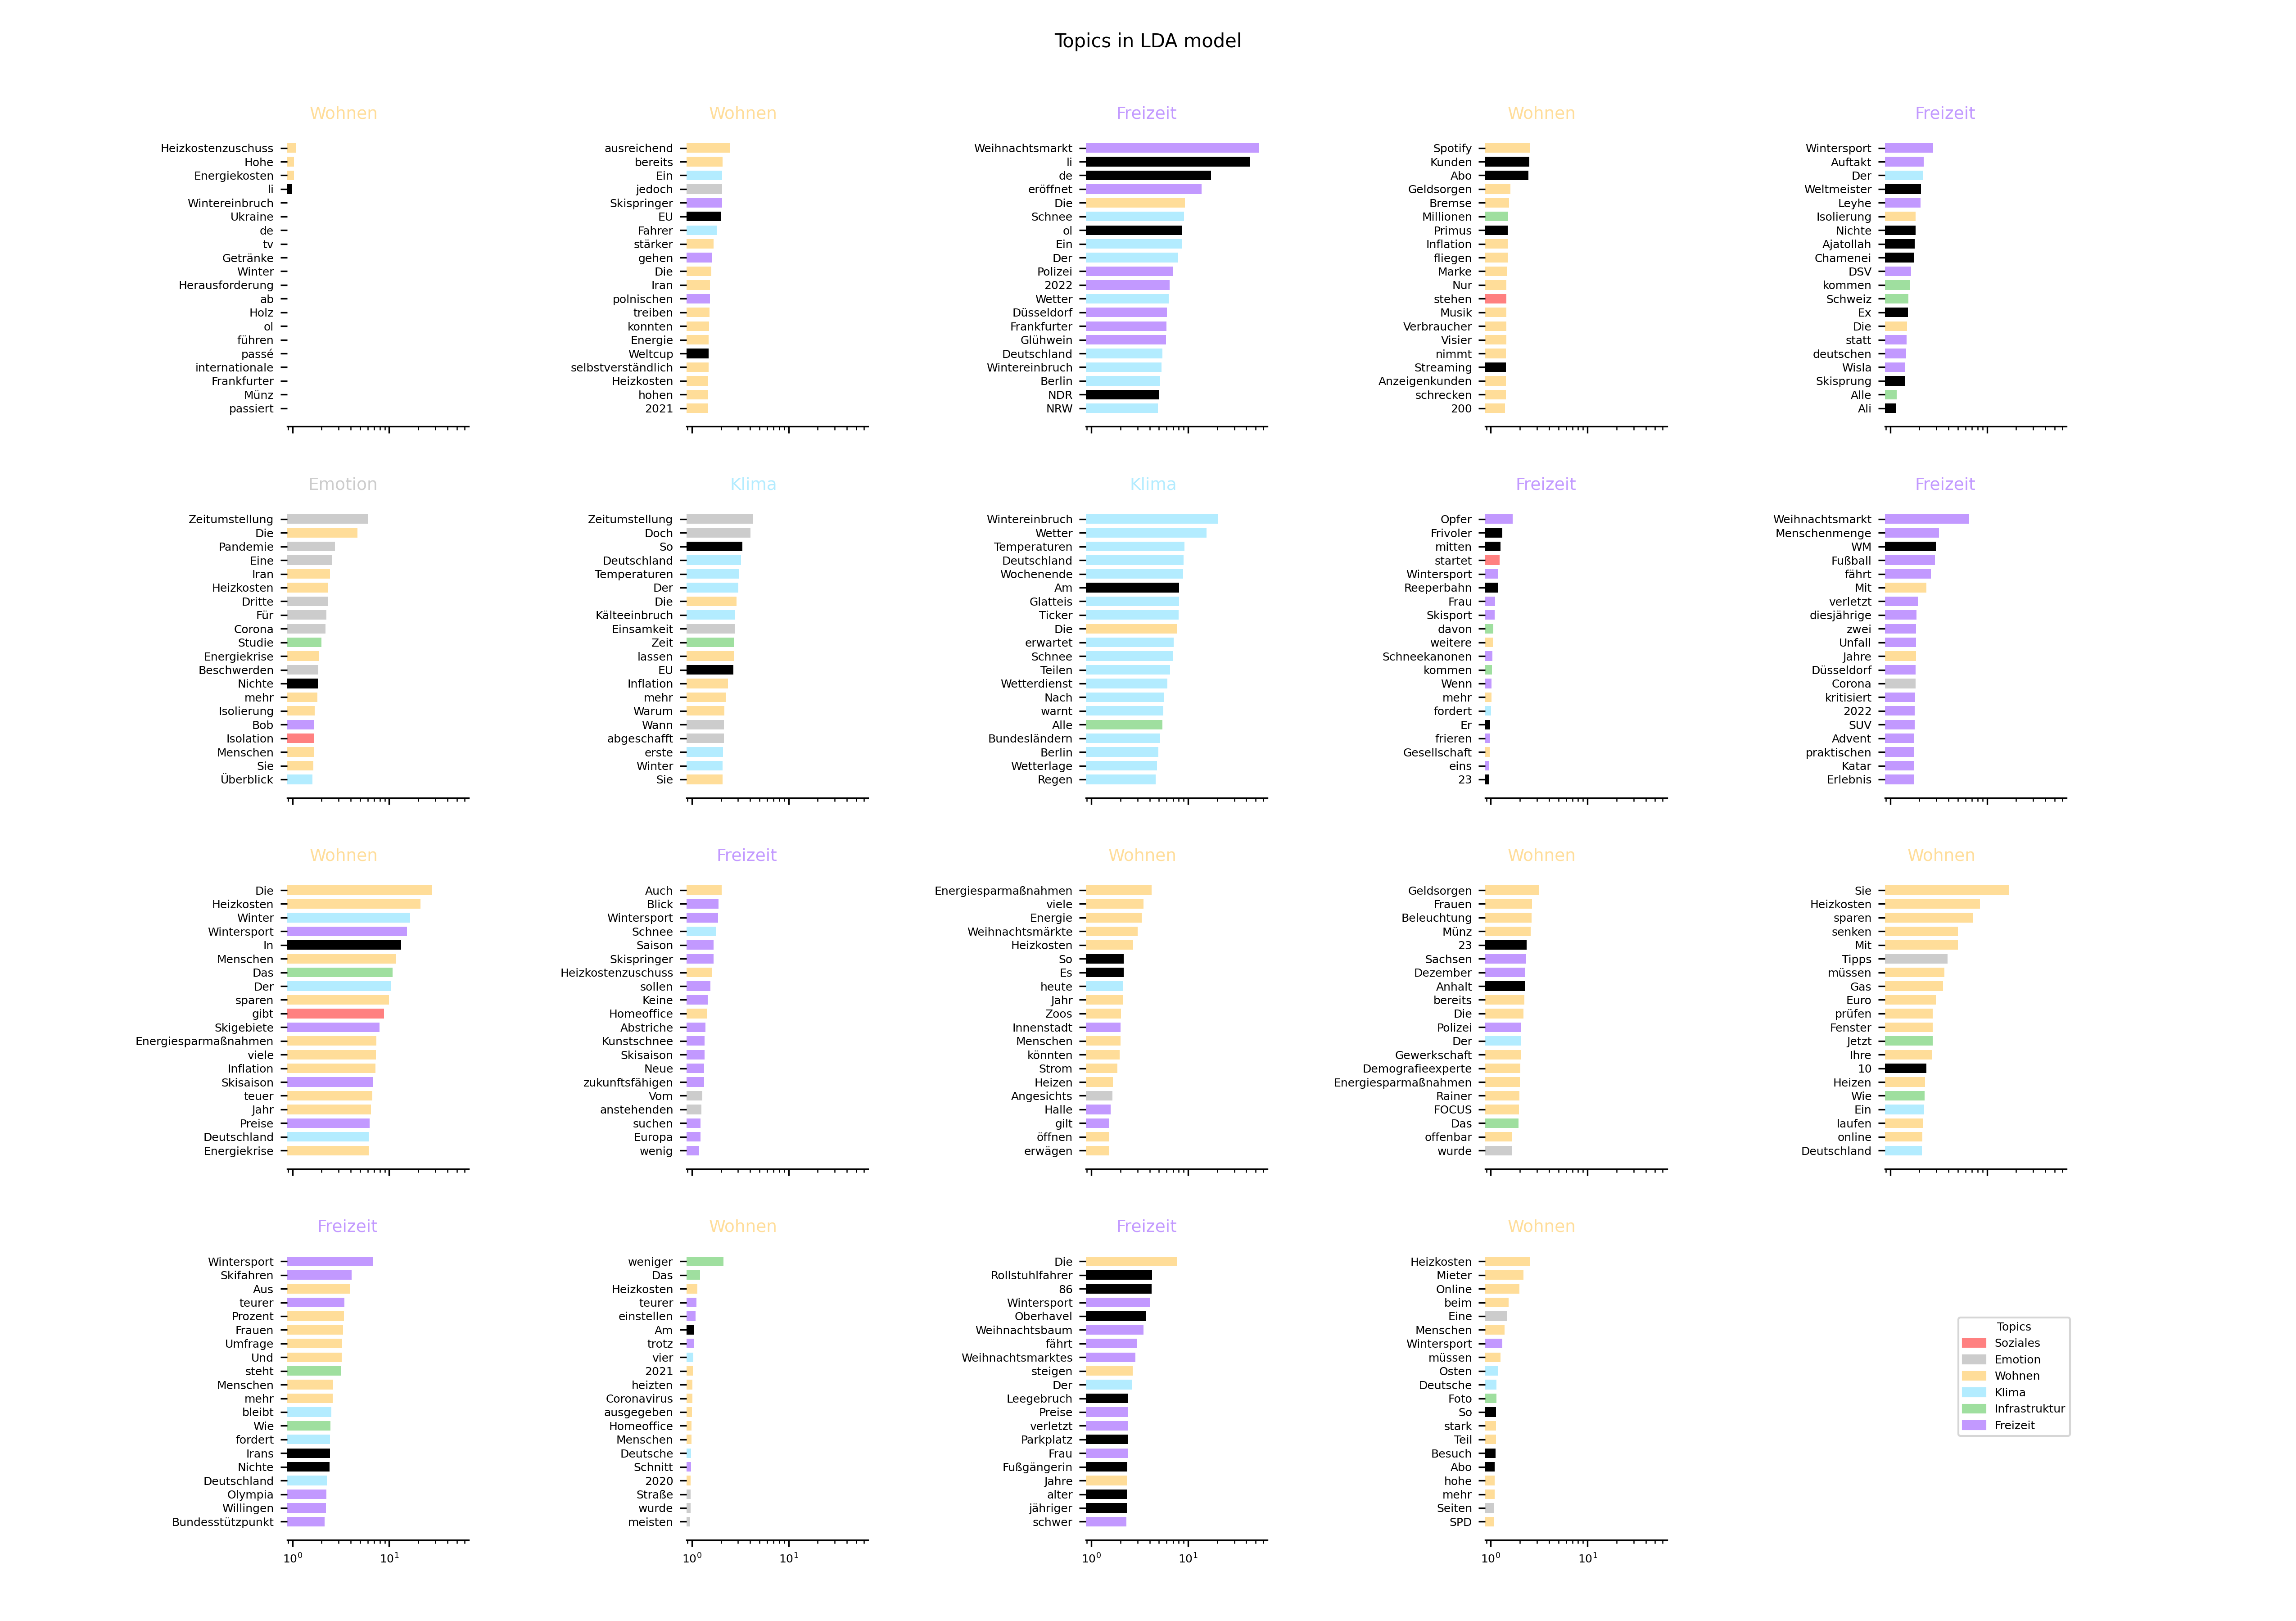 Topics in LDA model
Wohnen
Heizkostenzuschuss
Hohe
Energiekosten
li
Wintereinbruch
Ukraine
de
tv
Getränke
Winter
Herausforderung
ab
Holz
ol
führen
passé
internationale
Frankfurter
Münz
passiert
Wohnen
ausreichend
bereits
Ein
jedoch
Skispringer
EU
Fahrer
stärker
gehen
Die
Iran
polnischen
treiben
konnten
Energie
Weltcup
selbstverständlich
Heizkosten
hohen
2021
Freizeit
Weihnachtsmarkt
li
de
eröffnet
Die
Schnee
ol
Ein
Der
Polizei
2022
Wetter
Düsseldorf
Frankfurter
Glühwein
Deutschland
Wintereinbruch
Berlin
NDR
NRW
Wohnen
Spotify
Kunden
Abo
Geldsorgen
Bremse
Millionen
Primus
Inflation
fliegen
Marke
Nur
stehen
Musik
Verbraucher
Visier
nimmt
Streaming
Anzeigenkunden
schrecken
200
Freizeit
Wintersport
Auftakt
Der
Weltmeister
Leyhe
Isolierung
Nichte
Ajatollah
Chamenei
DSV
kommen
Schweiz
Ex
Die
statt
deutschen
Wisla
Skisprung
Alle
Ali
Emotion
Zeitumstellung
Die
Pandemie
Eine
Iran
Heizkosten
Dritte
Für
Corona
Studie
Energiekrise
Beschwerden
Nichte
mehr
Isolierung
Bob
Isolation
Menschen
Sie
Überblick
Klima
Zeitumstellung
Doch
So
Deutschland
Temperaturen
Der
Die
Kälteeinbruch
Einsamkeit
Zeit
lassen
EU
Inflation
mehr
Warum
Wann
abgeschafft
erste
Winter
Sie
Klima
Wintereinbruch
Wetter
Temperaturen
Deutschland
Wochenende
Am
Glatteis
Ticker
Die
erwartet
Schnee
Teilen
Wetterdienst
Nach
warnt
Alle
Bundesländern
Berlin
Wetterlage
Regen
Freizeit
Opfer
Frivoler
mitten
startet
Wintersport
Reeperbahn
Frau
Skisport
davon
weitere
Schneekanonen
kommen
Wenn
mehr
fordert
Er
frieren
Gesellschaft
eins
23
Freizeit
Weihnachtsmarkt
Menschenmenge
WM
Fußball
fährt
Mit
verletzt
diesjährige
zwei
Unfall
Jahre
Düsseldorf
Corona
kritisiert
2022
SUV
Advent
praktischen
Katar
Erlebnis
Wohnen
Die
Heizkosten
Winter
Wintersport
In
Menschen
Das
Der
sparen
gibt
Skigebiete
Energiesparmaßnahmen
viele
Inflation
Skisaison
teuer
Jahr
Preise
Deutschland
Energiekrise
Freizeit
Auch
Blick
Wintersport
Schnee
Saison
Skispringer
Heizkostenzuschuss
sollen
Keine
Homeoffice
Abstriche
Kunstschnee
Skisaison
Neue
zukunftsfähigen
Vom
anstehenden
suchen
Europa
wenig
Wohnen
Energiesparmaßnahmen
viele
Energie
Weihnachtsmärkte
Heizkosten
So
Es
heute
Jahr
Zoos
Innenstadt
Menschen
könnten
Strom
Heizen
Angesichts
Halle
gilt
öffnen
erwägen
Wohnen
Geldsorgen
Frauen
Beleuchtung
Münz
23
Sachsen
Dezember
Anhalt
bereits
Die
Polizei
Der
Gewerkschaft
Demografieexperte
Energiesparmaßnahmen
Rainer
FOCUS
Das
offenbar
wurde
Wohnen
Sie
Heizkosten
sparen
senken
Mit
Tipps
müssen
Gas
Euro
prüfen
Fenster
Jetzt
Ihre
10
Heizen
Wie
Ein
laufen
online
Deutschland
Freizeit
Wintersport
Skifahren
Aus
teurer
Prozent
Frauen
Umfrage
Und
steht
Menschen
mehr
bleibt
Wie
fordert
Irans
Nichte
Deutschland
Olympia
Willingen
Bundesstützpunkt
10⁰ 10¹
Wohnen
weniger
Das
Heizkosten
teurer
einstellen
Am
trotz
vier
2021
heizten
Coronavirus
ausgegeben
Homeoffice
Menschen
Deutsche
Schnitt
2020
Straße
wurde
meisten
10⁰ 10¹
Freizeit
Die
Rollstuhlfahrer
86
Wintersport
Oberhavel
Weihnachtsbaum
fährt
Weihnachtsmarktes
steigen
Der
Leegebruch
Preise
verletzt
Parkplatz
Frau
Fußgängerin
Jahre
alter
jähriger
schwer
10⁰ 10¹
Wohnen
Heizkosten
Mieter
Online
beim
Eine
Menschen
Wintersport
müssen
Osten
Deutsche
Foto
So
stark
Teil
Besuch
Abo
hohe
mehr
Seiten
SPD
10⁰ 10¹
Topics
Soziales
Emotion
Wohnen
Klima
Infrastruktur
Freizeit